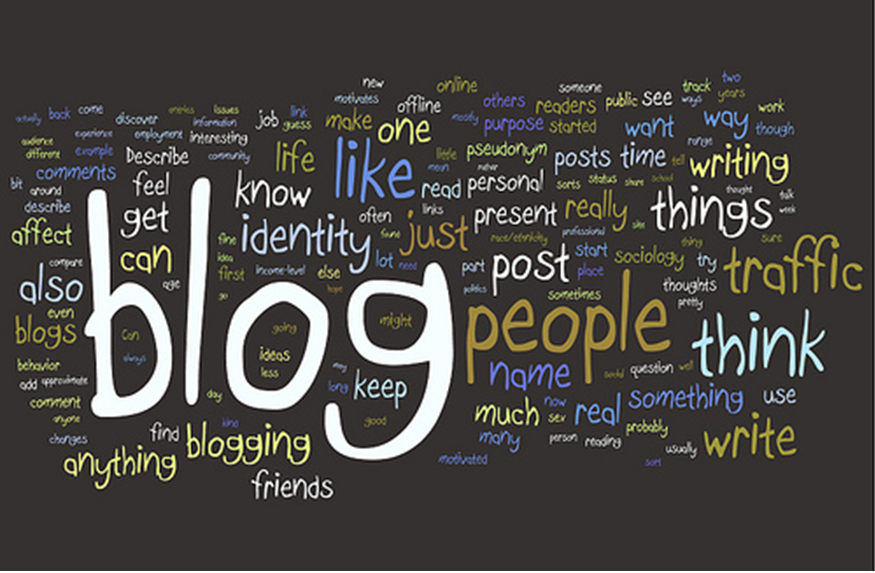 new
two
online
someone
track
motivates
offline
others
readers
public
see
ways
years
actually
back
come
entries
Issues
link
job
guess
make
one
mostly
purpose
started
want
way
work
though
discover
information
audience
experience
employment
interesting
different
example
Describe
community
life
like
little
pseudonym
posts
time
tell
range
writing
comments
mean
rather
bit
around
feel
know
read
personal
sorts
status
share
school
thought
talk
week
describe
get
often
links
present
really
things
affect
fine
identity
found
just
race/ethnicity
professional
site
thing
sure
compare
can
idea
first
income-level
else
lot
need
part
post
start
place
sociology
try
traffic
also
age
go
hope
politics
sometimes
thoughts
pretty
even
blog
people
think
blogs
Can
going
might
always
ideas
less
behavior
add
approximate
may
long
keep
name
social
question
well
comment
day
good
much
now
sex
real
something
use
anyone
kind
changes
find
blogging
many
person
reading
probably
usually
write
anything
motivated
sort
friends